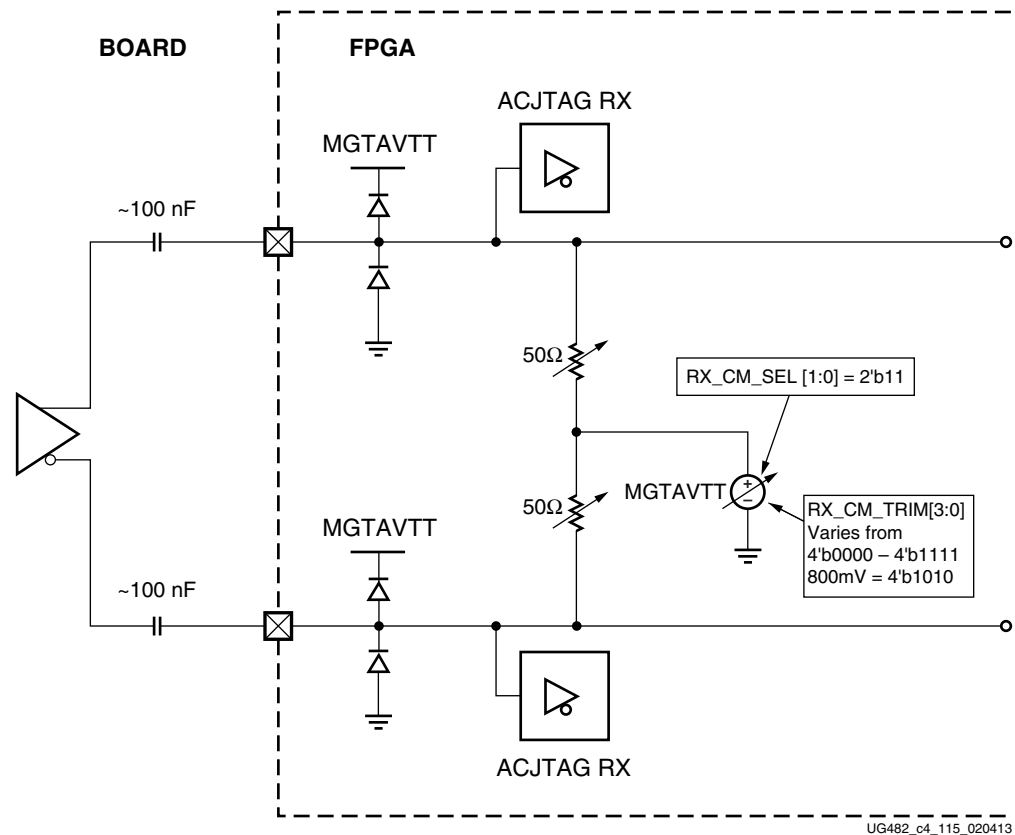 BOARD
FPGA
ACJTAG RX
MGTAVTT
~100 nF
50Ω
RX_CM_SEL [1:0] = 2'b11
+
−
MGTAVTT
50Ω
RX_CM_TRIM[3:0]
Varies from
4'b0000 – 4'b1111
800mV = 4'b1010
MGTAVTT
~100 nF
ACJTAG RX
UG482_c4_115_020413